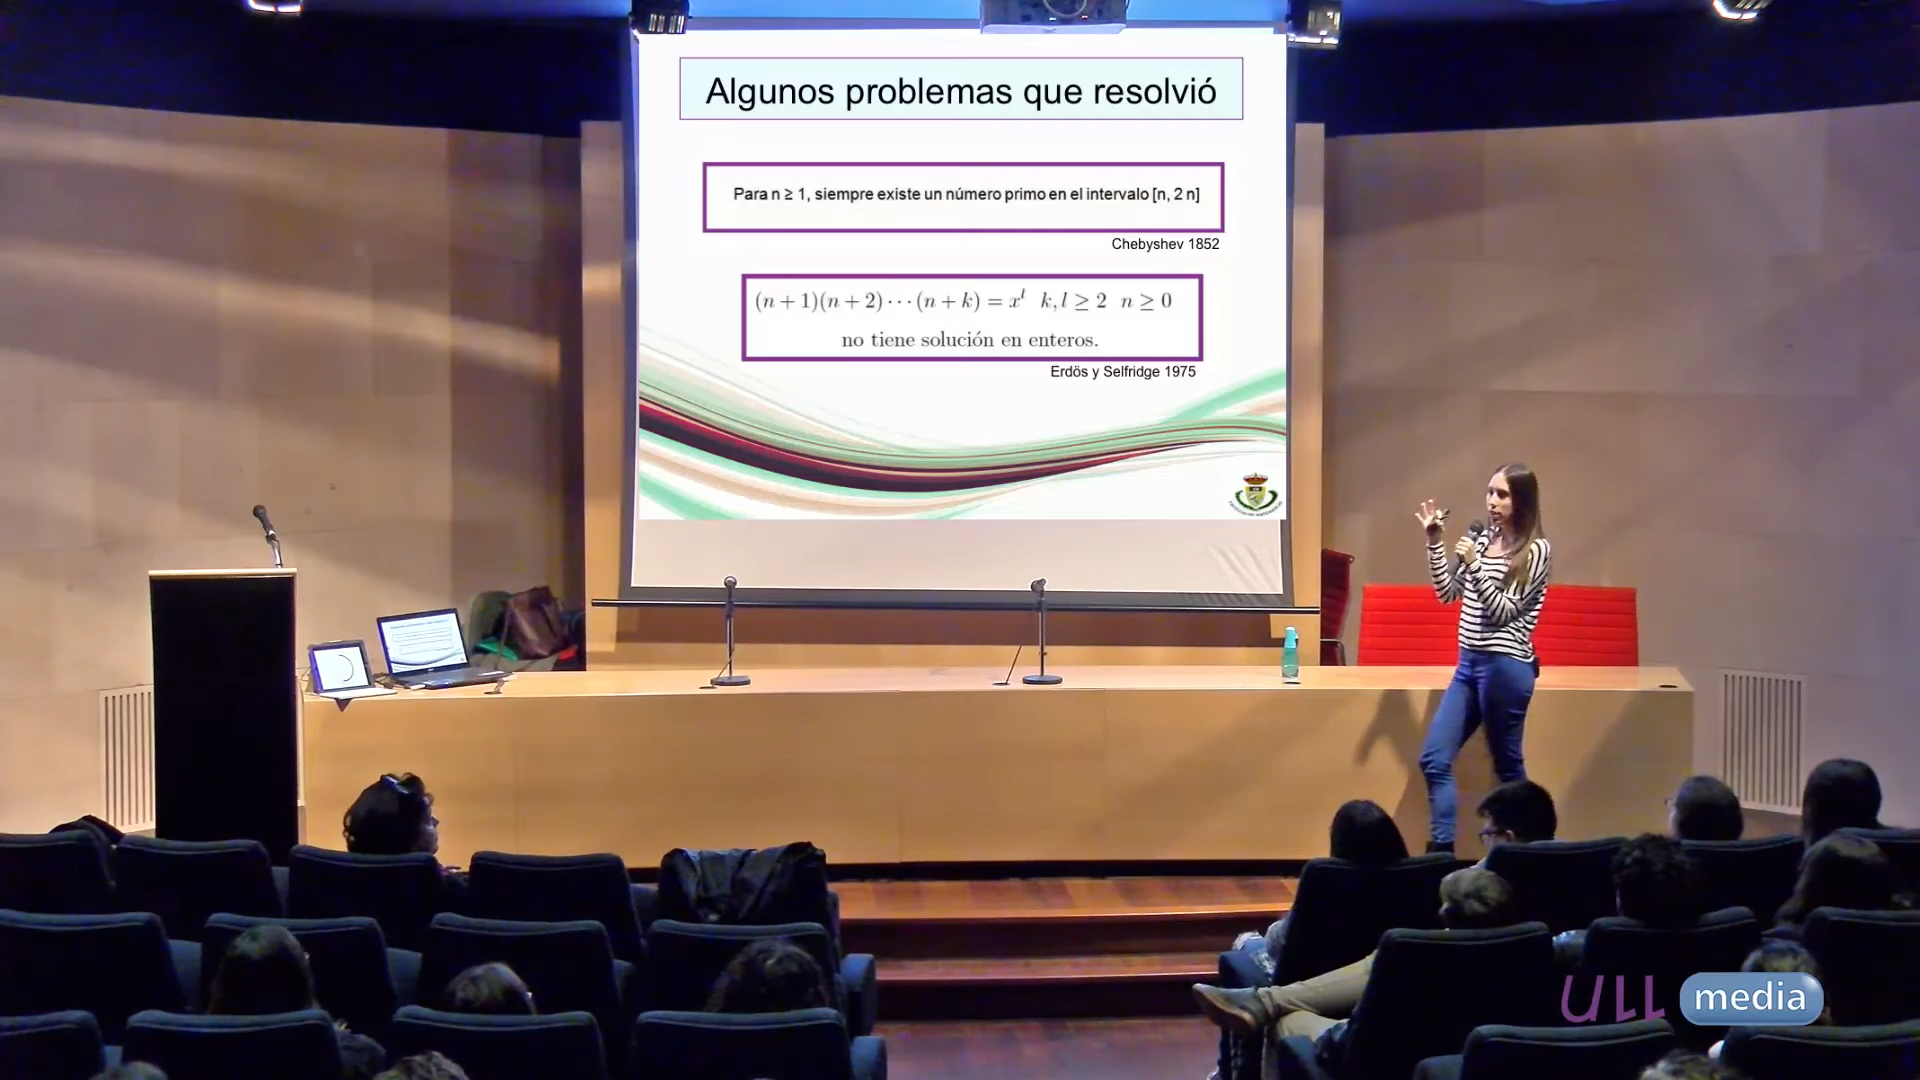 Algunos problemas que resolvió
Para n ≥ 1, siempre existe un número primo en el intervalo [n, 2 n]
Chebyshev 1852
(n + 1)(n + 2) · · · (n + k) = x^l k, l ≥ 2 n ≥ 0
no tiene solución en enteros.
Erdös y Selfridge 1975
ULL media